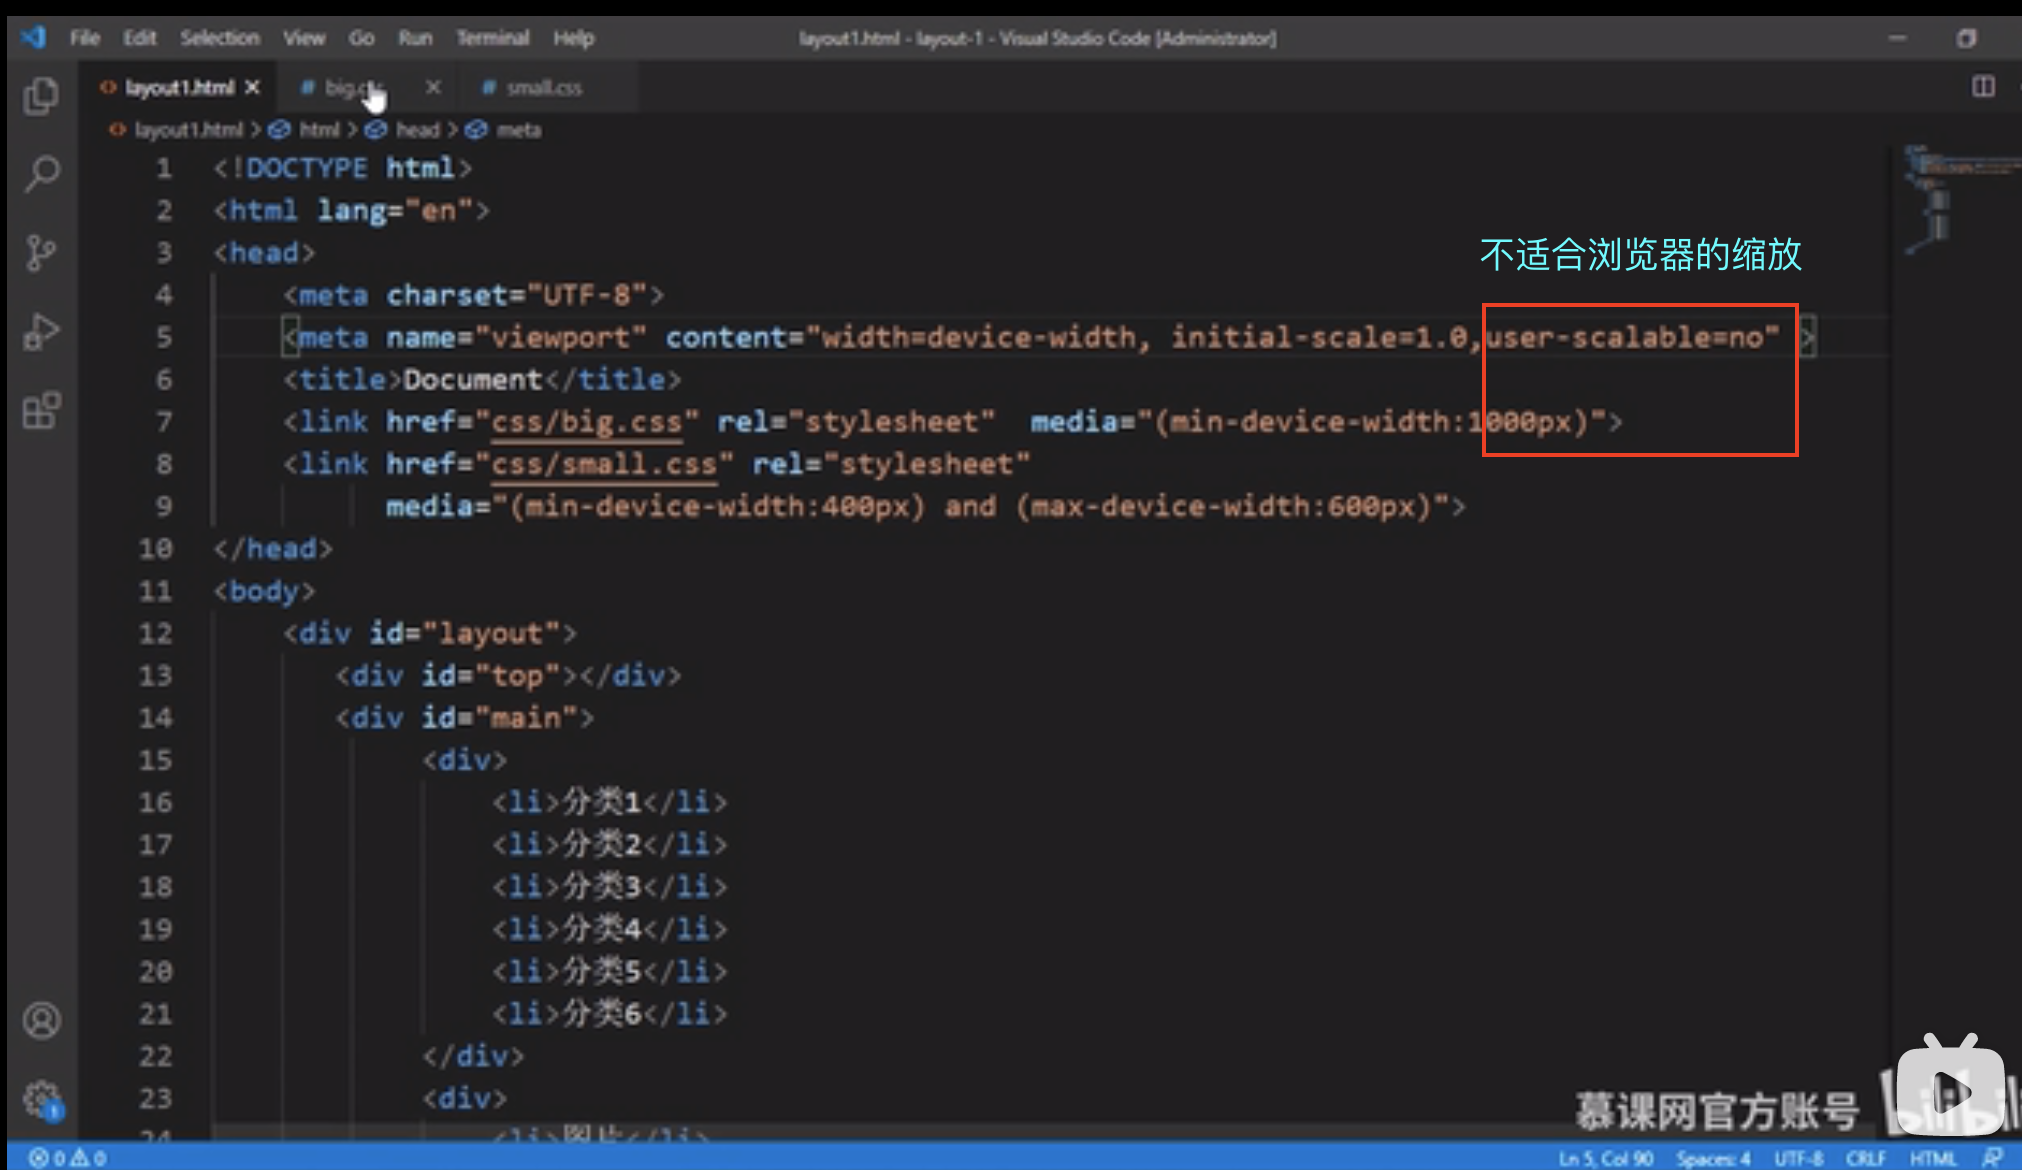 File Edit Selection View Go Run Terminal Help layout1.html - layout-1 - Visual Studio Code [Administrator]
layout1.html # # small.css
layout1.html > html > head > meta
1 <!DOCTYPE html>
2 <html lang="en">
3 <head>
不适合浏览器的缩放
4 <meta charset="UTF-8">
5 <meta name="viewport" content="width=device-width, initial-scale=1.0,user-scalable=no" >
6 <title>Document</title>
7 <link href="css/big.css" rel="stylesheet" media="(min-device-width:1000px)">
8 <link href="css/small.css" rel="stylesheet"
9 media="(min-device-width:400px) and (max-device-width:600px)">
10 </head>
11 <body>
12 <div id="layout">
13 <div id="top"></div>
14 <div id="main">
15 <div>
16 <li>分类1</li>
17 <li>分类2</li>
18 <li>分类3</li>
19 <li>分类4</li>
20 <li>分类5</li>
21 <li>分类6</li>
22 </div>
23 <div>
24 <li>图片</li>
慕课网官方账号
0 0 Ln 5, Col 90 Spaces: 4 UTF-8 CRLF HTML